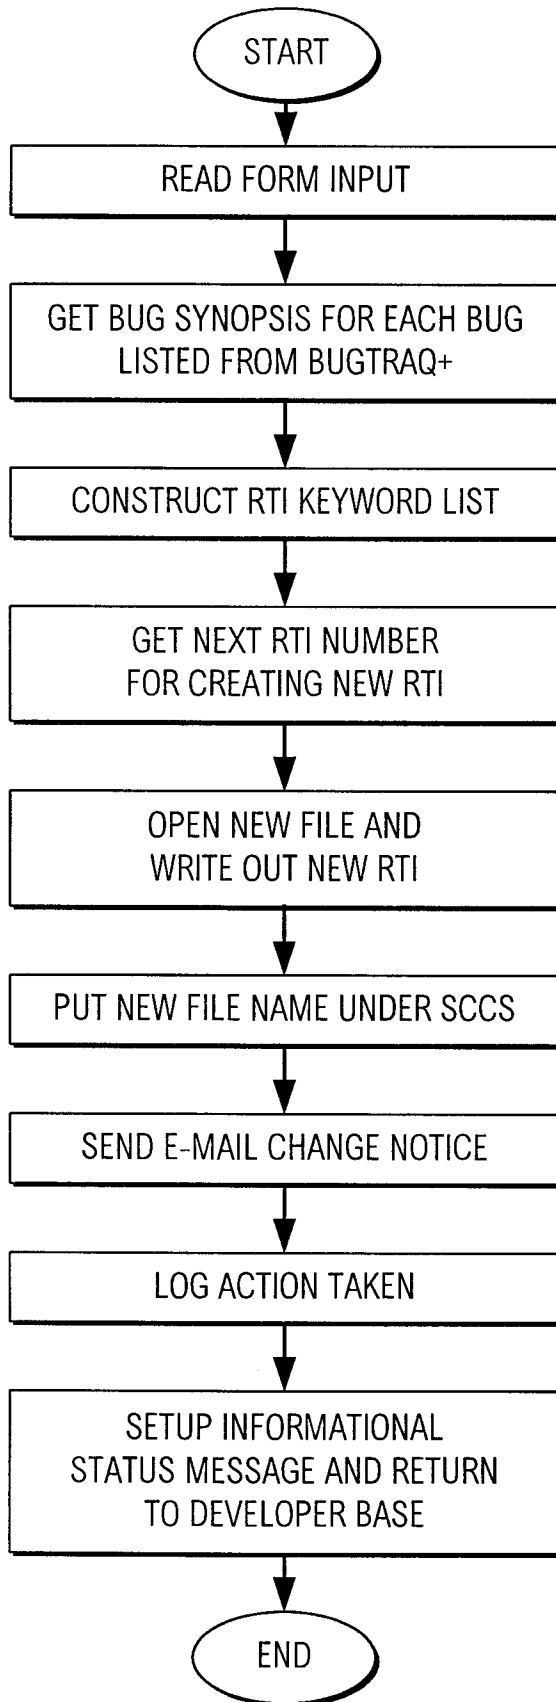 START
READ FORM INPUT
GET BUG SYNOPSIS FOR EACH BUG
LISTED FROM BUGTRAQ+
CONSTRUCT RTI KEYWORD LIST
GET NEXT RTI NUMBER
FOR CREATING NEW RTI
OPEN NEW FILE AND
WRITE OUT NEW RTI
PUT NEW FILE NAME UNDER SCCS
SEND E-MAIL CHANGE NOTICE
LOG ACTION TAKEN
SETUP INFORMATIONAL
STATUS MESSAGE AND RETURN
TO DEVELOPER BASE
END